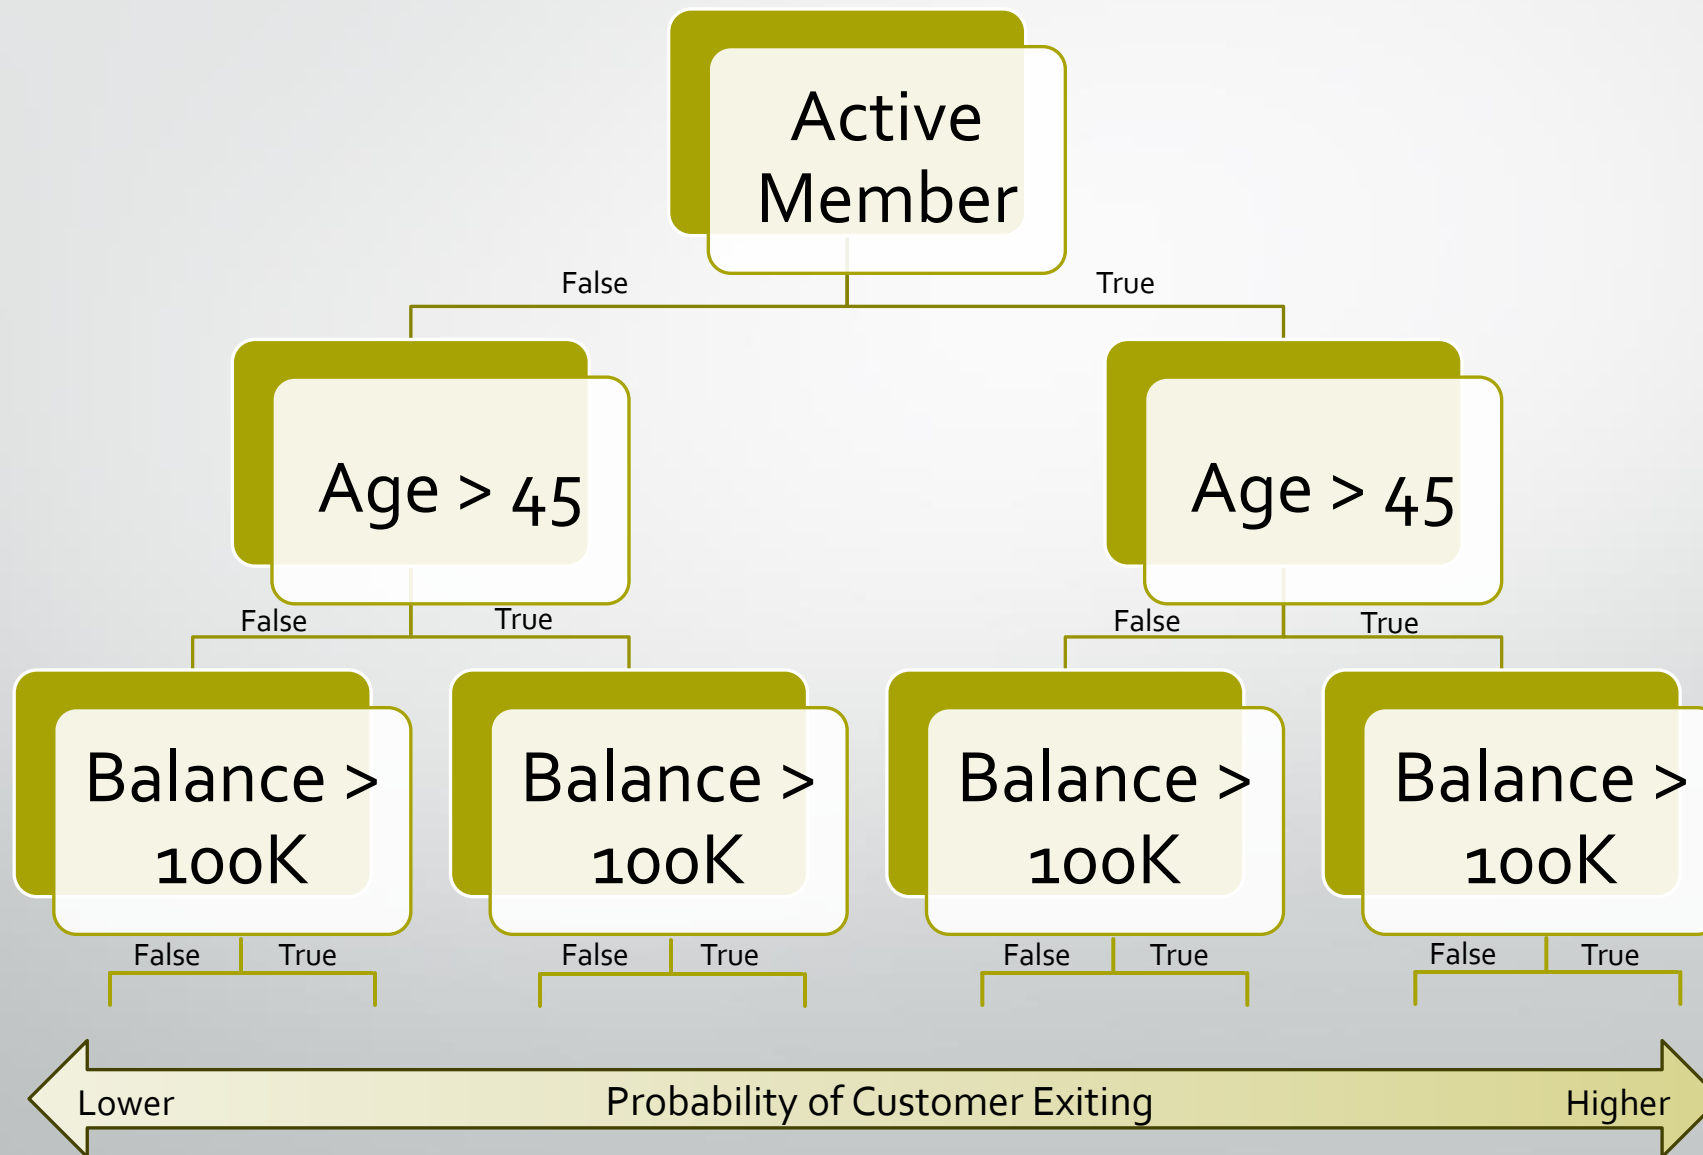 Active
Member
False True
Age > 45 Age > 45
False True False True
Balance > Balance > Balance > Balance >
100K 100K 100K 100K
False True False True False True False True
Lower Probability of Customer Exiting Higher